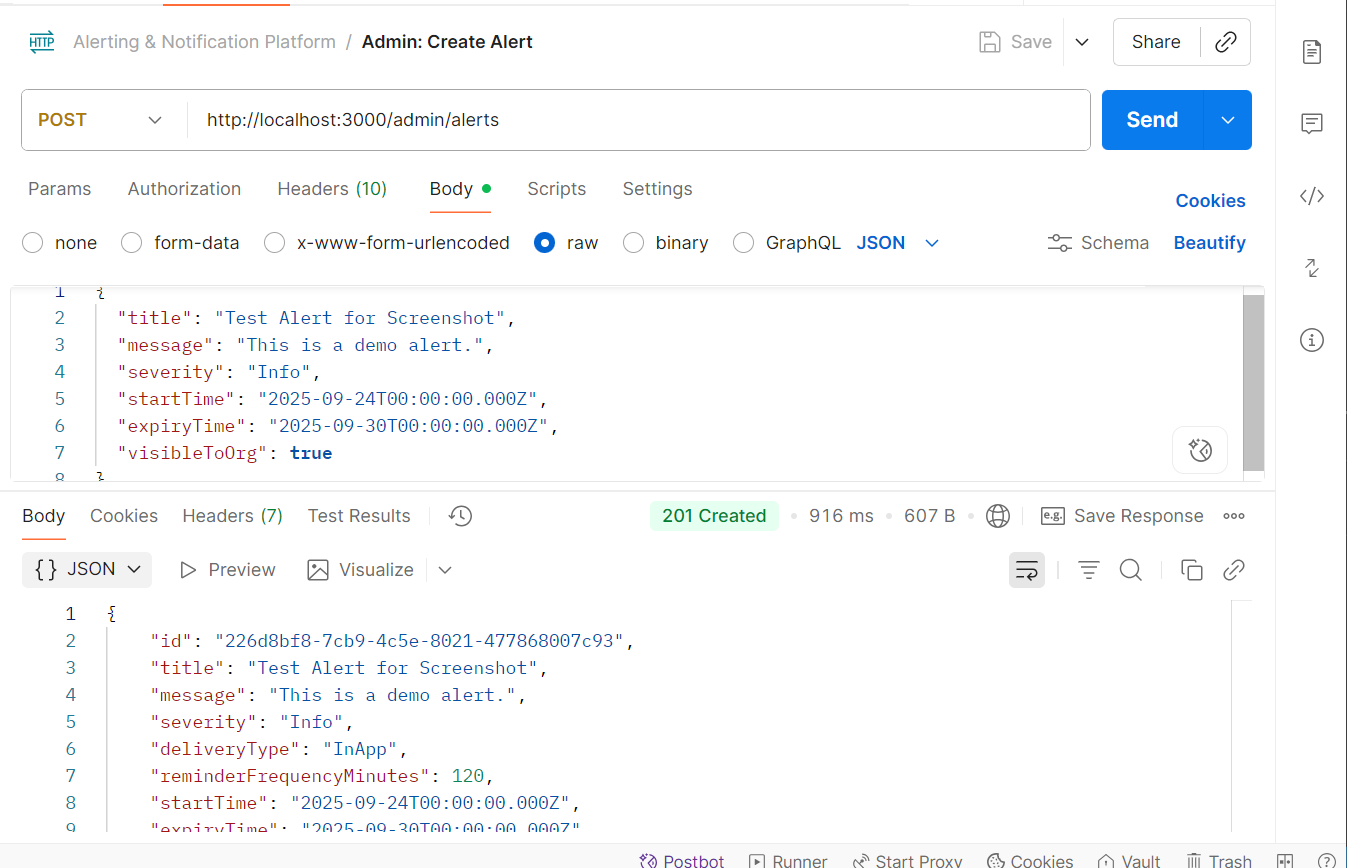 HTTP Alerting & Notification Platform / Admin: Create Alert Save Share
POST http://localhost:3000/admin/alerts Send
Params Authorization Headers (10) Body Scripts Settings Cookies
none form-data x-www-form-urlencoded raw binary GraphQL JSON Schema Beautify
1 {
2 "title": "Test Alert for Screenshot",
3 "message": "This is a demo alert.",
4 "severity": "Info",
5 "startTime": "2025-09-24T00:00:00.000Z",
6 "expiryTime": "2025-09-30T00:00:00.000Z",
7 "visibleToOrg": true
8 }
Body Cookies Headers (7) Test Results 201 Created • 916 ms • 607 B • e.g. Save Response
{} JSON Preview Visualize
1 {
2 "id": "226d8bf8-7cb9-4c5e-8021-477868007c93",
3 "title": "Test Alert for Screenshot",
4 "message": "This is a demo alert.",
5 "severity": "Info",
6 "deliveryType": "InApp",
7 "reminderFrequencyMinutes": 120,
8 "startTime": "2025-09-24T00:00:00.000Z",
9 "expiryTime": "2025-09-30T00:00:00.000Z"
Postbot Runner Start Proxy Cookies Vault Trash